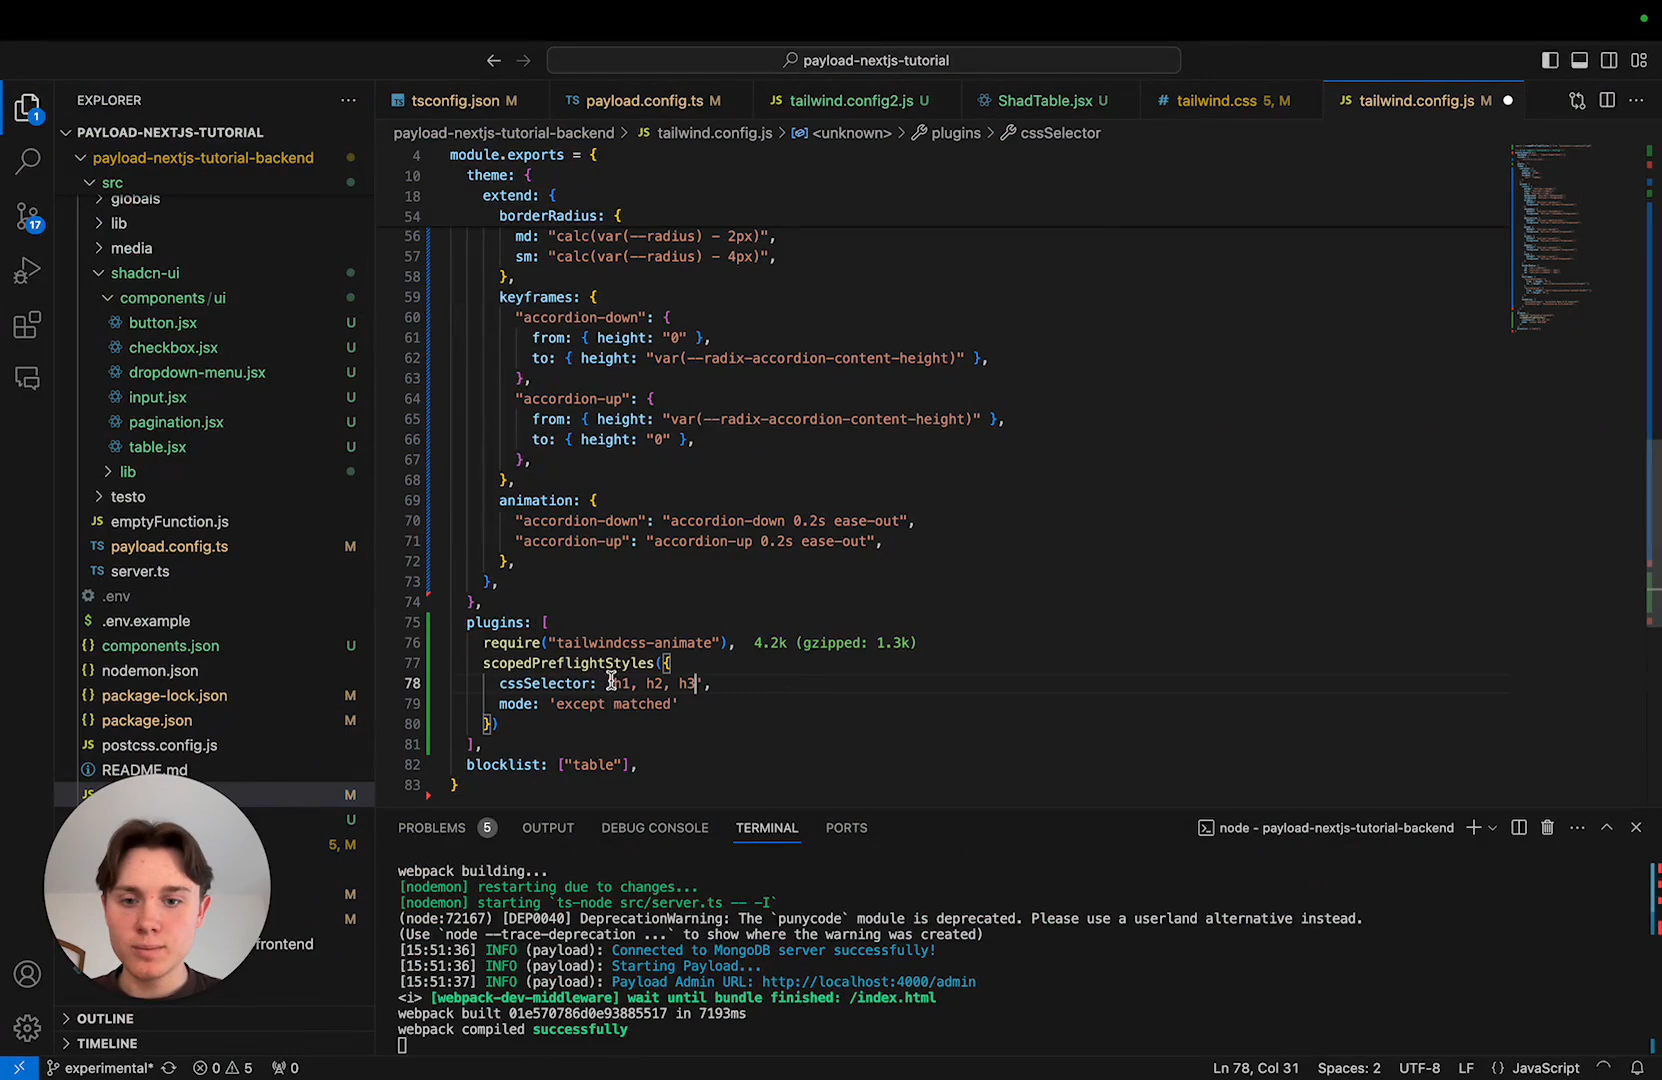 payload-nextjs-tutorial
EXPLORER
PAYLOAD-NEXTJS-TUTORIAL
payload-nextjs-tutorial-backend
src
globals
lib
media
shadcn-ui
components/ui
button.jsx U
checkbox.jsx U
dropdown-menu.jsx U
input.jsx U
pagination.jsx U
table.jsx U
lib
testo
emptyFunction.js
payload.config.ts M
server.ts
.env
.env.example
components.json U
nodemon.json
package-lock.json M
package.json M
postcss.config.js
README.md
JS M
U
5, M
M
M
frontend
OUTLINE
TIMELINE
1
17
tsconfig.json M
TS payload.config.ts M
JS tailwind.config2.js U
ShadTable.jsx U
# tailwind.css 5, M
JS tailwind.config.js M
payload-nextjs-tutorial-backend > JS tailwind.config.js > <unknown> > plugins > cssSelector
4 module.exports = {
10 theme: {
18 extend: {
54 borderRadius: {
56 md: "calc(var(--radius) - 2px)",
57 sm: "calc(var(--radius) - 4px)",
58 },
59 keyframes: {
60 "accordion-down": {
61 from: { height: "0" },
62 to: { height: "var(--radix-accordion-content-height)" },
63 },
64 "accordion-up": {
65 from: { height: "var(--radix-accordion-content-height)" },
66 to: { height: "0" },
67 },
68 },
69 animation: {
70 "accordion-down": "accordion-down 0.2s ease-out",
71 "accordion-up": "accordion-up 0.2s ease-out",
72 },
73 },
74 },
75 plugins: [
76 require("tailwindcss-animate"), 4.2k (gzipped: 1.3k)
77 scopedPreflightStyles({
78 cssSelector: 'h1, h2, h3',
79 mode: 'except matched'
80 })
81 ],
82 blocklist: ["table"],
83 }
PROBLEMS 5 OUTPUT DEBUG CONSOLE TERMINAL PORTS
node - payload-nextjs-tutorial-backend
webpack building...
[nodemon] restarting due to changes...
[nodemon] starting `ts-node src/server.ts -- -I`
(node:72167) [DEP0040] DeprecationWarning: The `punycode` module is deprecated. Please use a userland alternative instead.
(Use `node --trace-deprecation ...` to show where the warning was created)
[15:51:36] INFO (payload): Connected to MongoDB server successfully!
[15:51:36] INFO (payload): Starting Payload...
[15:51:37] INFO (payload): Payload Admin URL: http://localhost:4000/admin
<i> [webpack-dev-middleware] wait until bundle finished: /index.html
webpack built 01e570786d0e93885517 in 7193ms
webpack compiled successfully
experimental* 0 5 0
Ln 78, Col 31 Spaces: 2 UTF-8 LF {} JavaScript